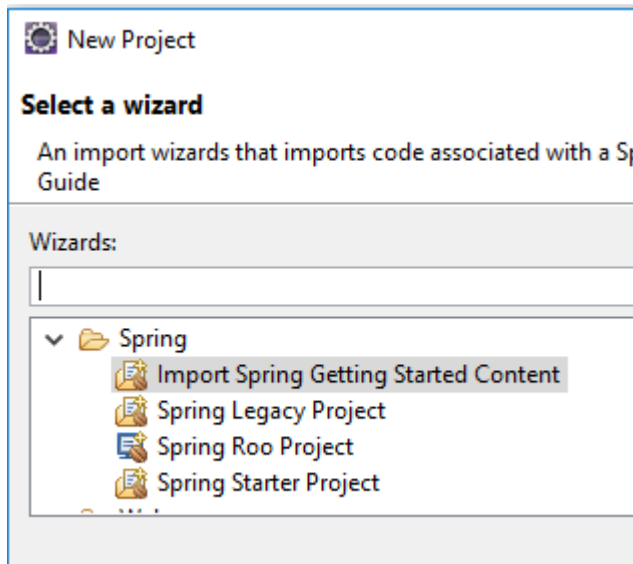 New Project
Select a wizard
An import wizards that imports code associated with a
Guide
Wizards:
Spring
Import Spring Getting Started Content
Spring Legacy Project
Spring Roo Project
Spring Starter Project